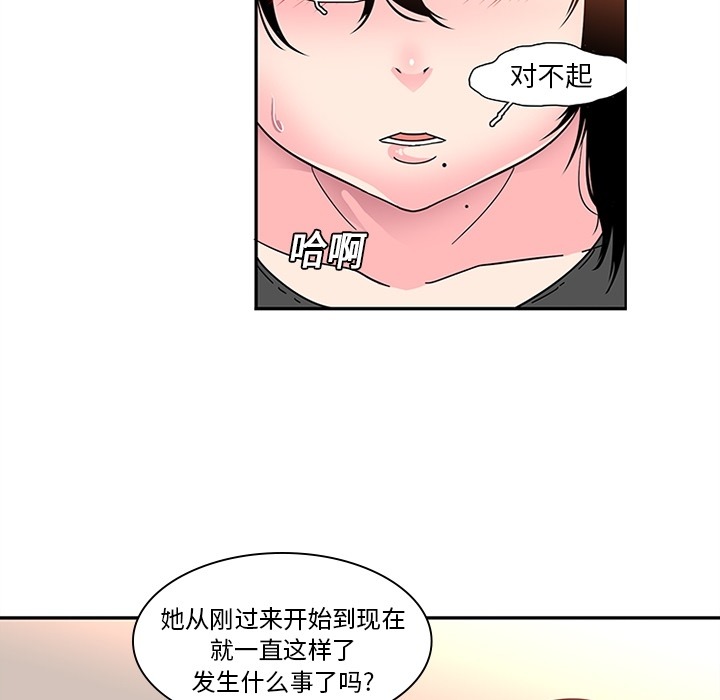 对不起
哈啊
她从刚过来开始到现在
就一直这样了
发生什么事了吗?